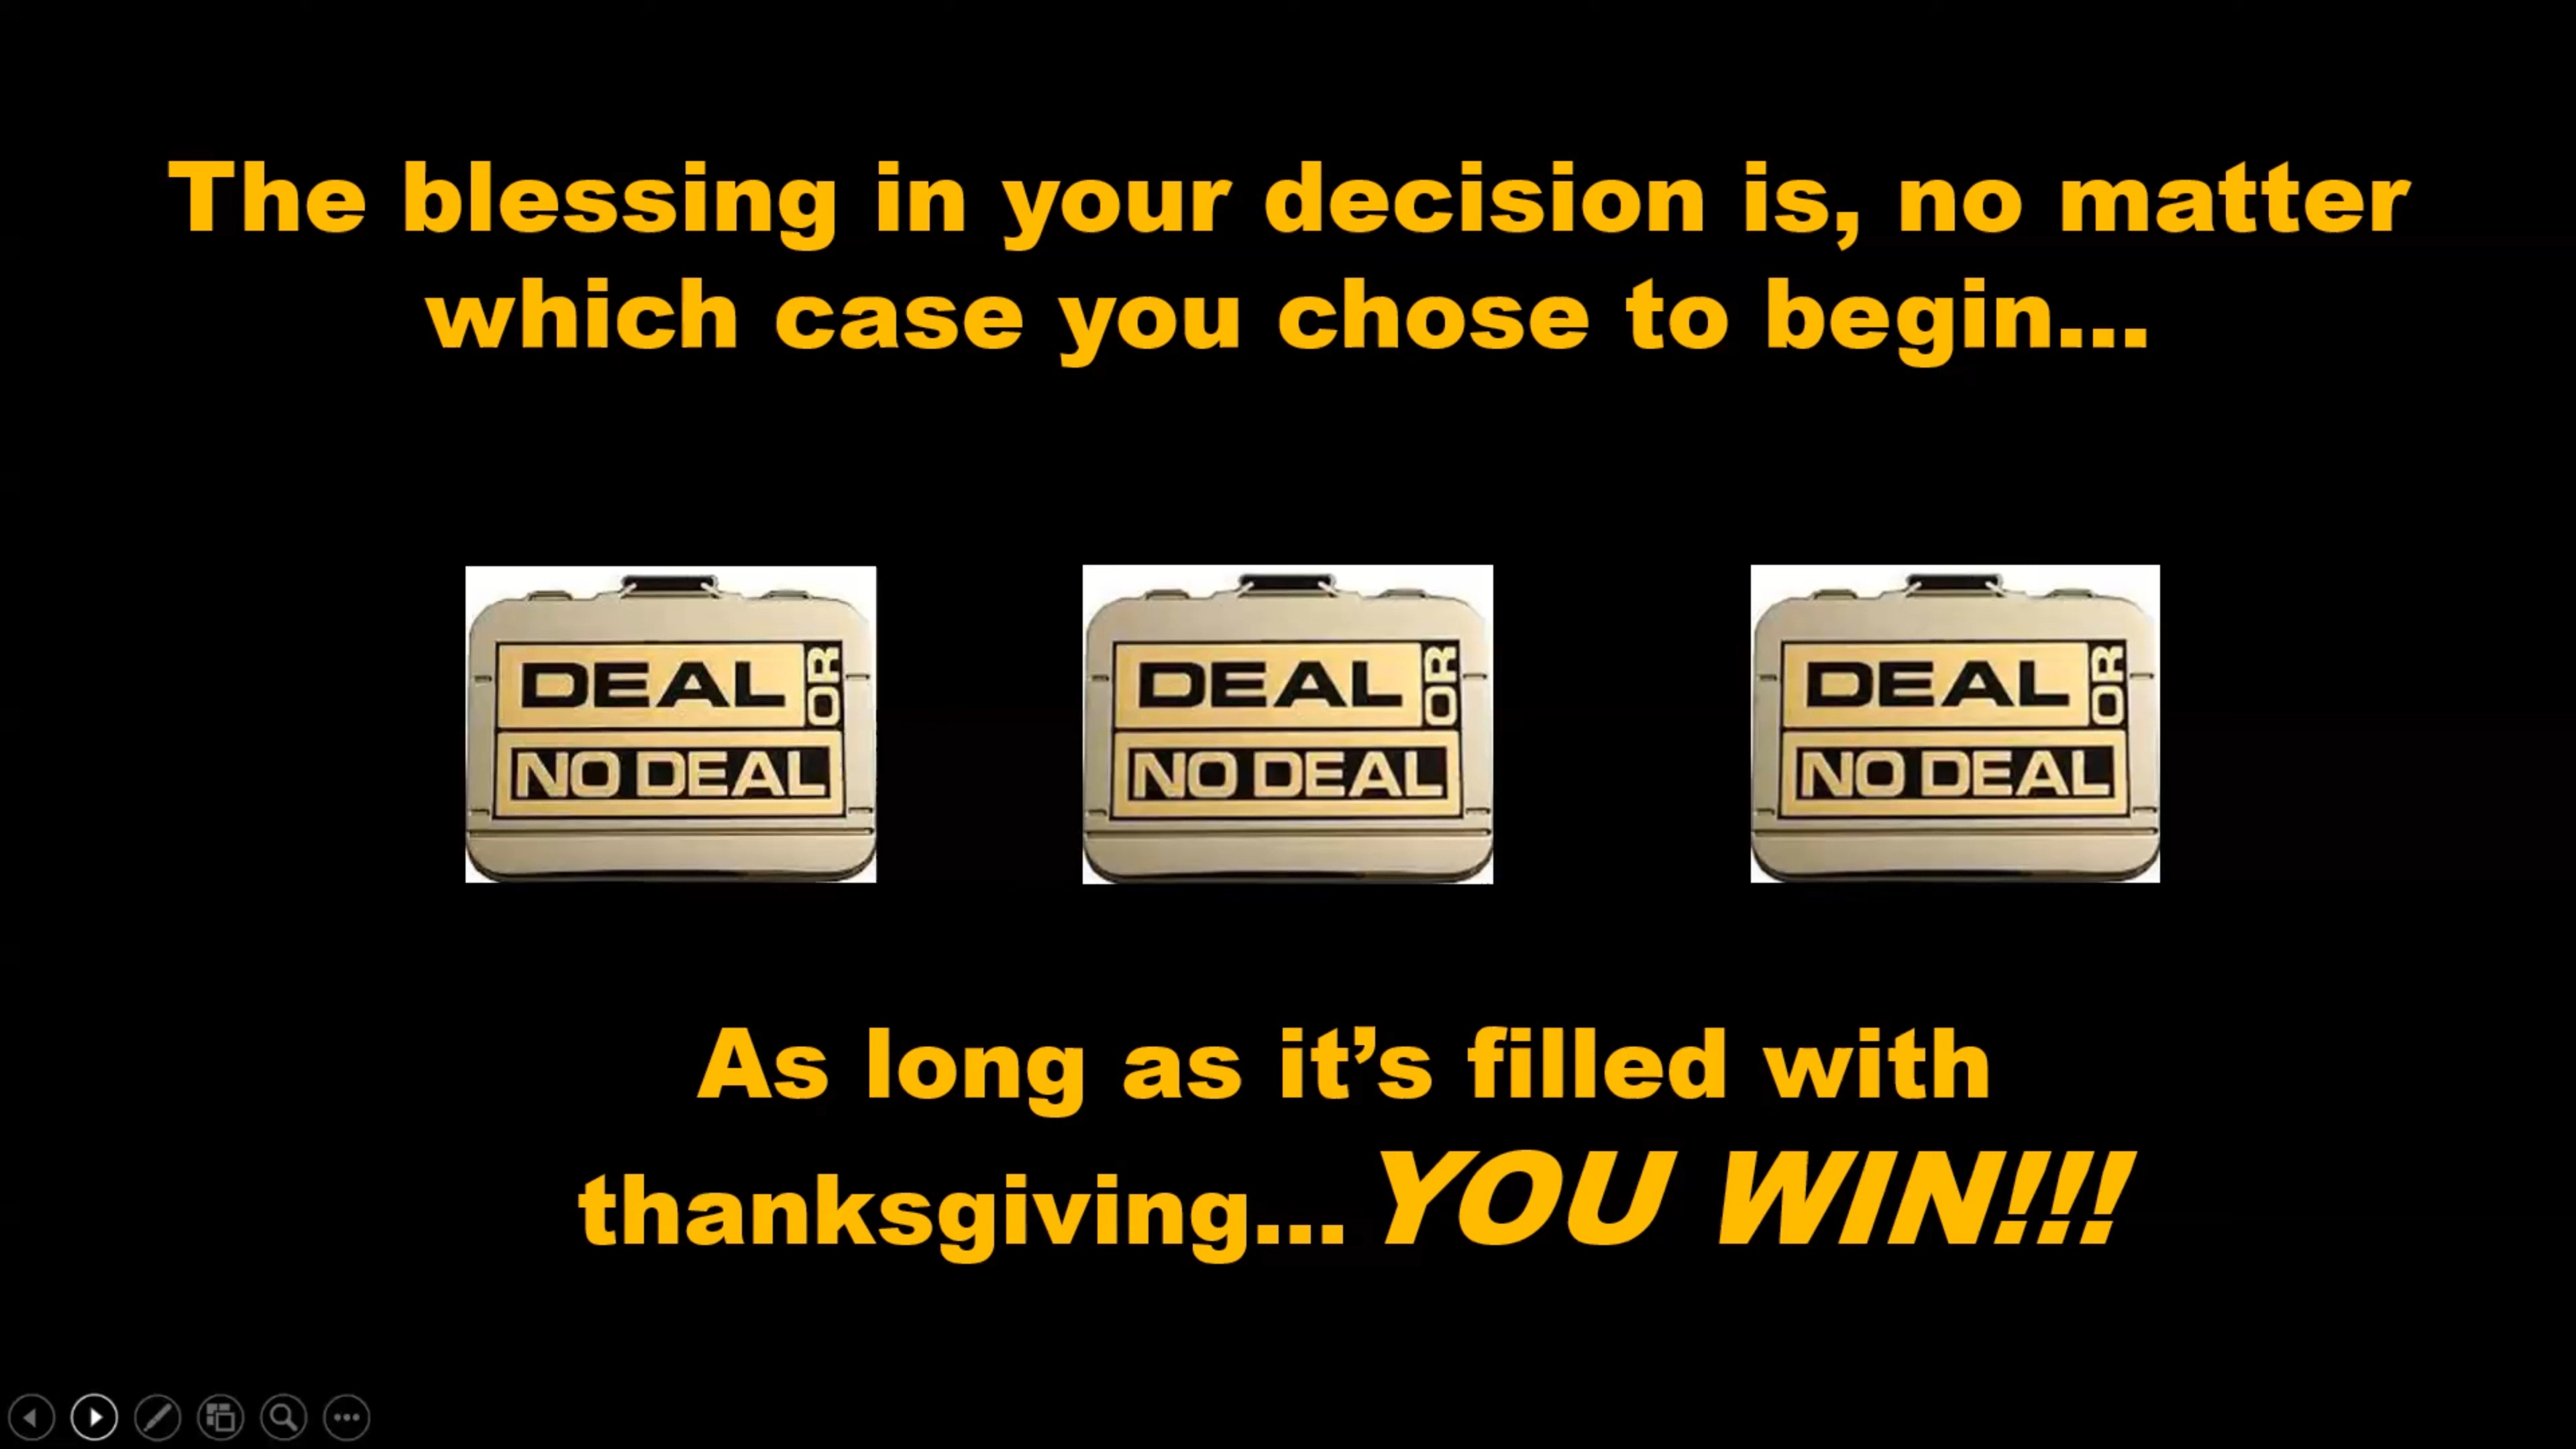 The blessing in your decision is, no matter
which case you chose to begin...
DEAL OR
NO DEAL
DEAL OR
NO DEAL
DEAL OR
NO DEAL
As long as it’s filled with
thanksgiving... YOU WIN!!!